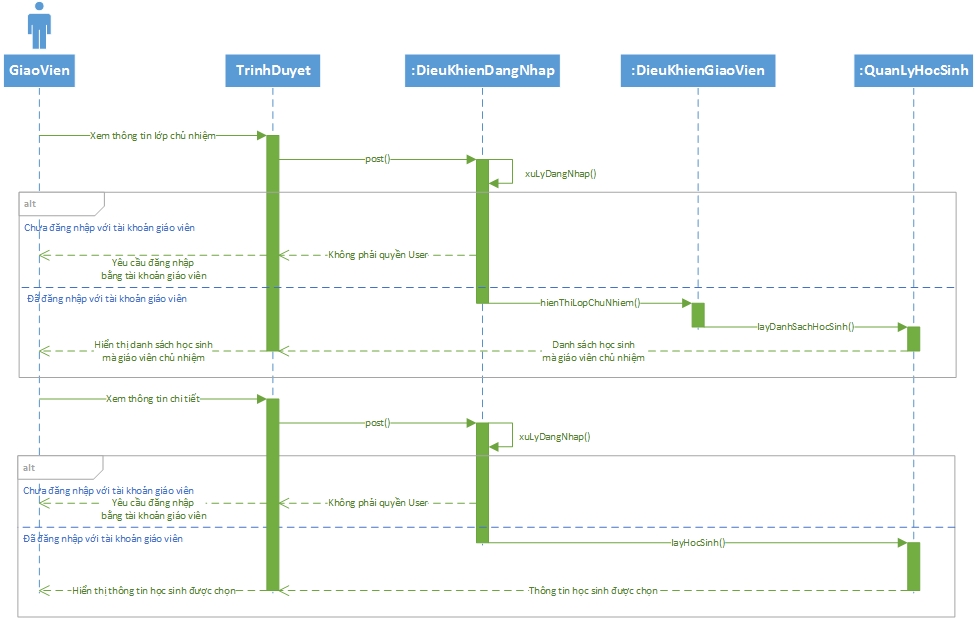 GiaoVien
TrinhDuyet
:DieuKhienDangNhap
:DieuKhienGiaoVien
:QuanLyHocSinh
Xem thông tin lớp chủ nhiệm
post()
xuLyDangNhap()
alt
Chưa đăng nhập với tài khoản giáo viên
Không phải quyền User
Yêu cầu đăng nhập
bằng tài khoản giáo viên
Đã đăng nhập với tài khoản giáo viên
hienThiLopChuNhiem()
layDanhSachHocSinh()
Hiển thị danh sách học sinh
mà giáo viên chủ nhiệm
Danh sách học sinh
mà giáo viên chủ nhiệm
Xem thông tin chi tiết
post()
xuLyDangNhap()
alt
Chưa đăng nhập với tài khoản giáo viên
Yêu cầu đăng nhập
bằng tài khoản giáo viên
Không phải quyền User
Đã đăng nhập với tài khoản giáo viên
layHocSinh()
Hiển thị thông tin học sinh được chọn
Thông tin học sinh được chọn